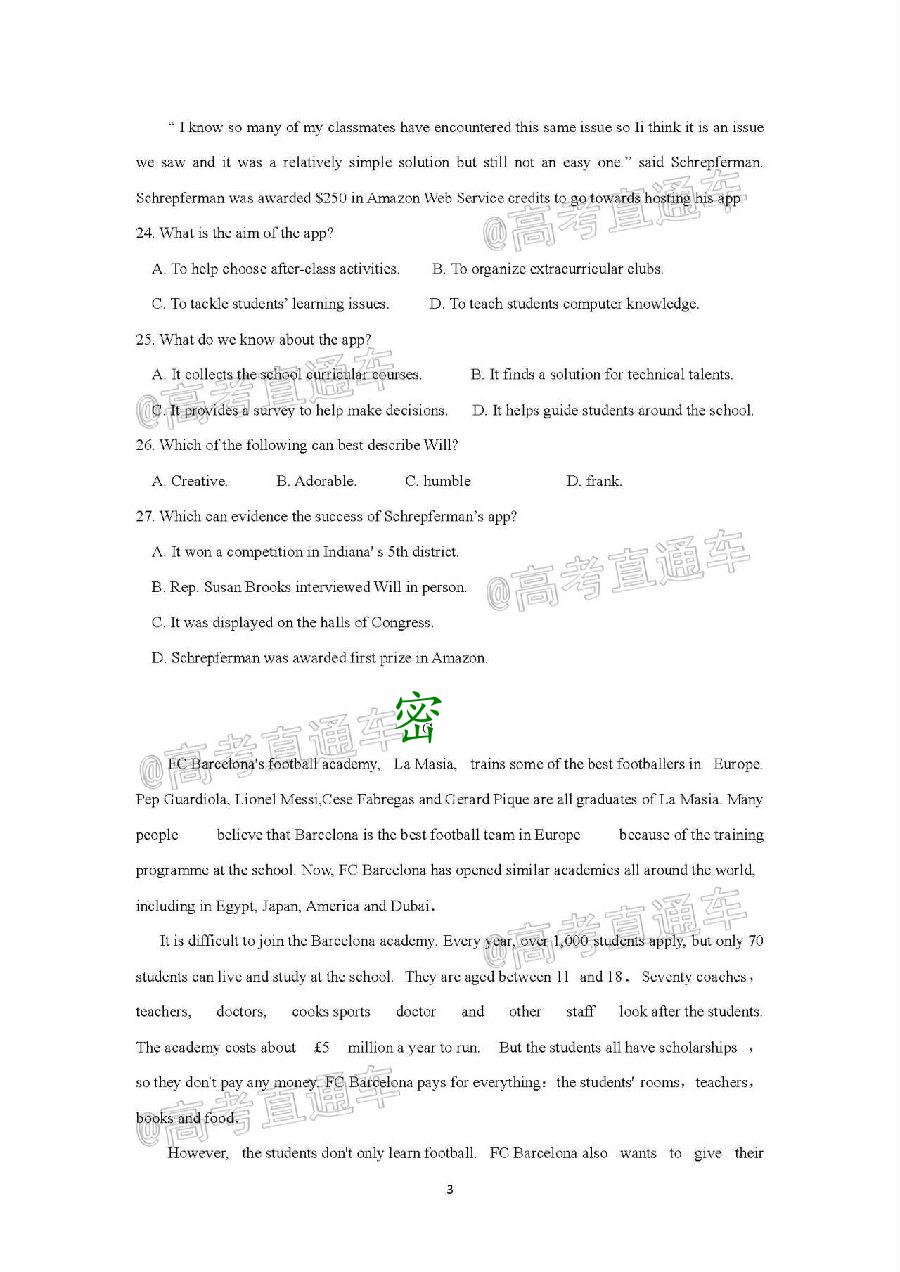 “ I know so many of my classmates have encountered this same issue so Ii think it is an issue
we saw and it was a relatively simple solution but still not an easy one.” said Schrepferman.
Schrepferman was awarded $250 in Amazon Web Service credits to go towards hosting his app
@高考直通车
24. What is the aim of the app?
A. To help choose after-class activities. B. To organize extracurricular clubs.
C. To tackle students’ learning issues. D. To teach students computer knowledge.
25. What do we know about the app?
A. It collects the school curricular courses. B. It finds a solution for technical talents.
@高考直通车
C. It provides a survey to help make decisions. D. It helps guide students around the school.
26. Which of the following can best describe Will?
A. Creative. B. Adorable. C. humble D. frank.
27. Which can evidence the success of Schrepferman’s app?
A. It won a competition in Indiana' s 5th district.
B. Rep. Susan Brooks interviewed Will in person.
@高考直通车
C. It was displayed on the halls of Congress.
D. Schrepferman was awarded first prize in Amazon.
密
@高考直通车
FC Barcelona's football academy, La Masia, trains some of the best footballers in Europe.
Pep Guardiola, Lionel Messi,Cese Fabregas and Gerard Pique are all graduates of La Masia. Many
people believe that Barcelona is the best football team in Europe because of the training
programme at the school. Now, FC Barcelona has opened similar academies all around the world,
including in Egypt, Japan, America and Dubai.
@高考直通车
It is difficult to join the Barcelona academy. Every year, over 1,000 students apply, but only 70
students can live and study at the school. They are aged between 11 and 18. Seventy coaches,
teachers, doctors, cooks sports doctor and other staff look after the students.
The academy costs about £5 million a year to run. But the students all have scholarships ,
so they don't pay any money. FC Barcelona pays for everything: the students' rooms, teachers,
books and food.
@高考直通车
However, the students don't only learn football. FC Barcelona also wants to give their
3